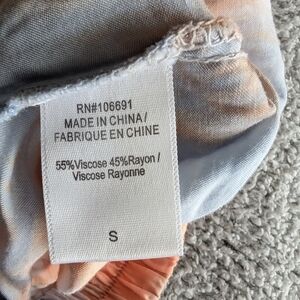 RN#106691
MADE IN CHINA/
FABRIQUE EN CHINE
55%Viscose 45%Rayon/
Viscose Rayonne
S